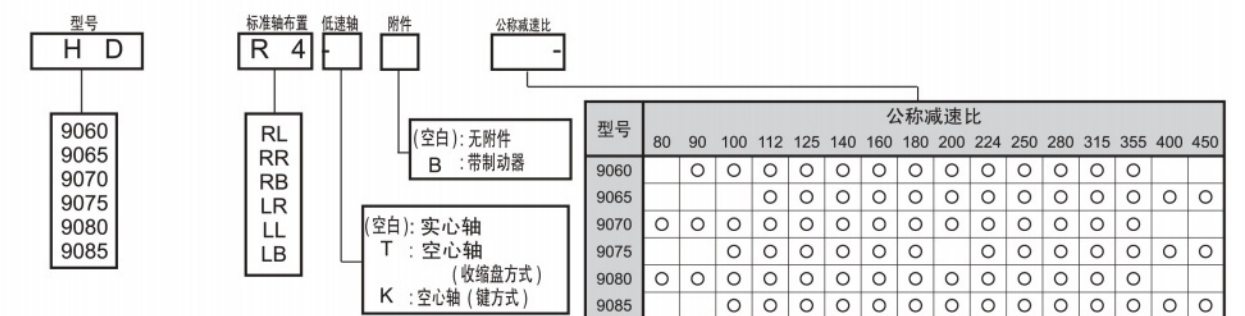 型号
H D
标准轴布置
R 4
低速轴
-
附件
公称减速比
-
9060
9065
9070
9075
9080
9085
RL
RR
RB
LR
LL
LB
(空白): 无附件
B : 带制动器
(空白): 实心轴
T : 空心轴
(收缩盘方式)
K : 空心轴 (键方式)
型号 公称减速比
80 90 100 112 125 140 160 180 200 224 250 280 315 355 400 450
9060 ○ ○ ○ ○ ○ ○ ○ ○ ○ ○ ○ ○ ○
9065 ○ ○ ○ ○ ○ ○ ○ ○ ○ ○ ○ ○ ○
9070 ○ ○ ○ ○ ○ ○ ○ ○ ○ ○ ○ ○ ○ ○
9075 ○ ○ ○ ○ ○ ○ ○ ○ ○ ○ ○ ○ ○
9080 ○ ○ ○ ○ ○ ○ ○ ○ ○ ○ ○ ○ ○ ○
9085 ○ ○ ○ ○ ○ ○ ○ ○ ○ ○ ○ ○ ○ ○